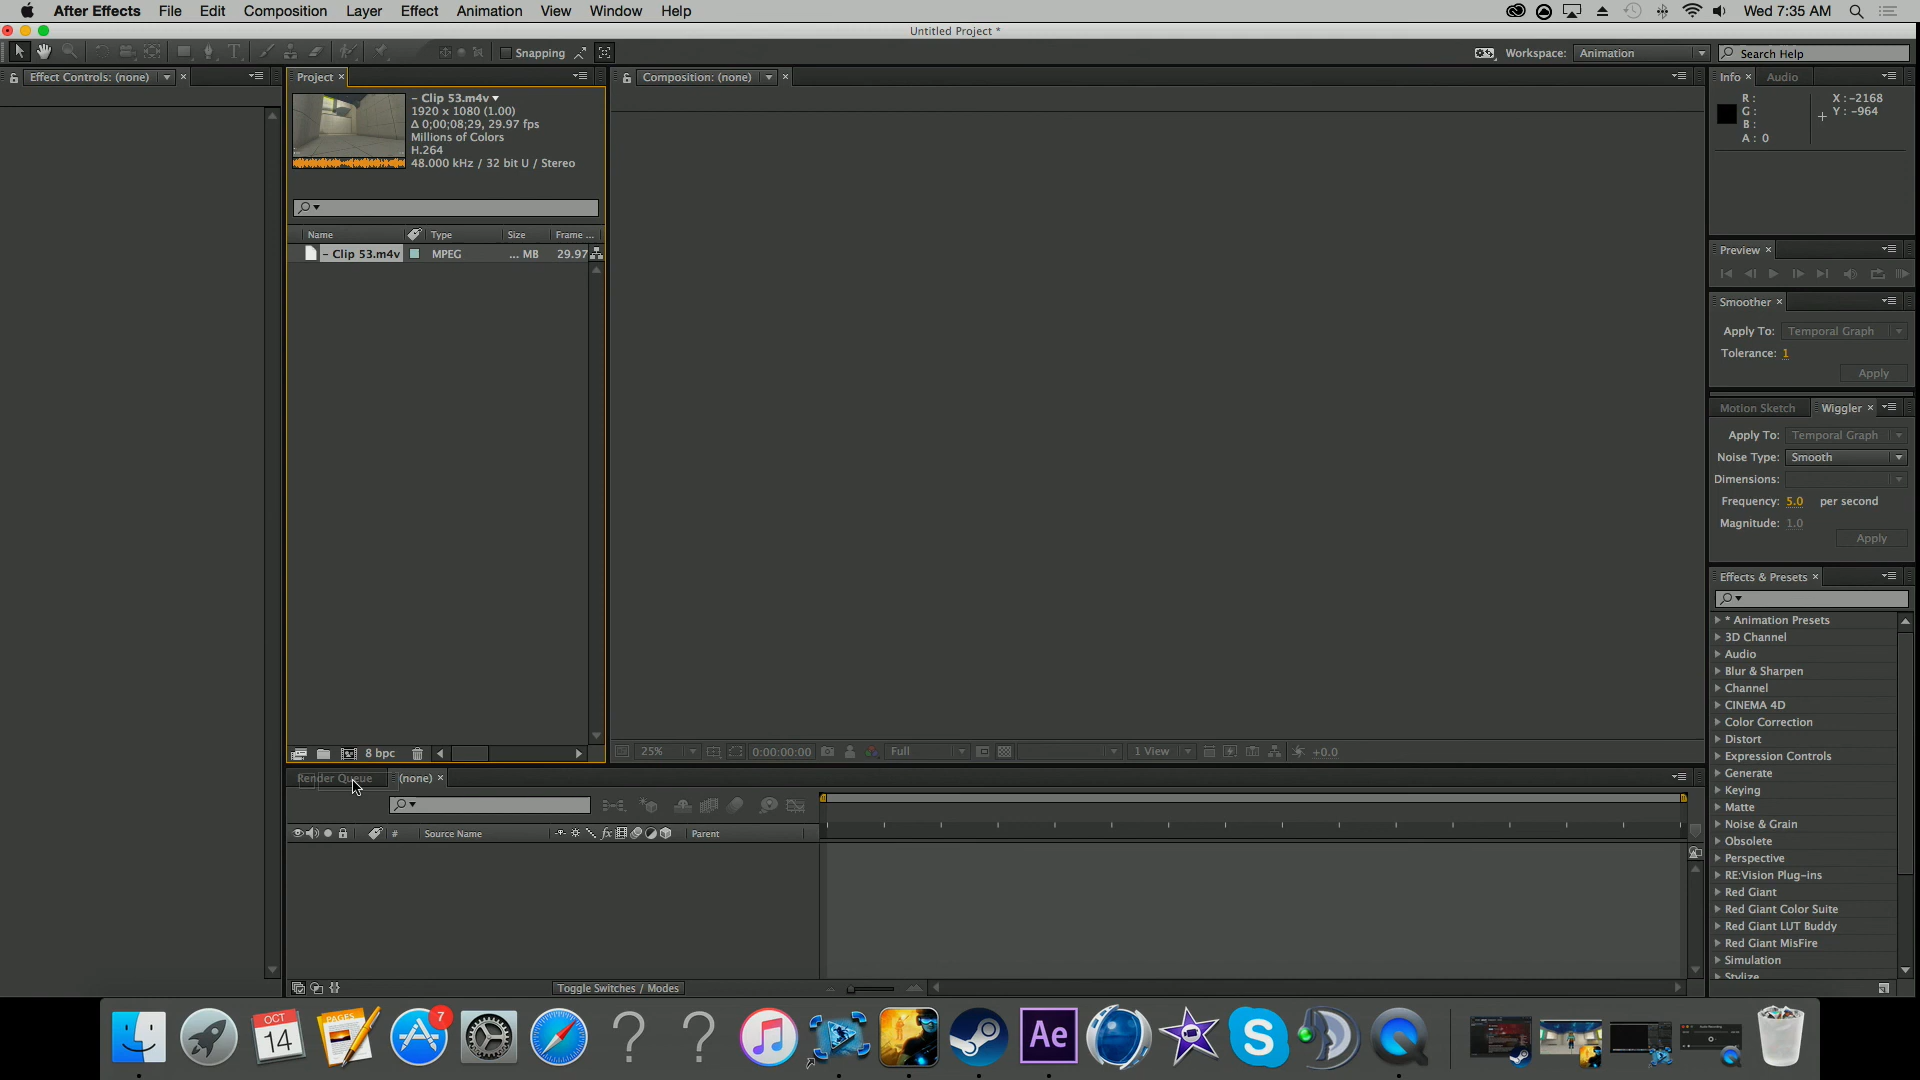 After Effects File Edit Composition Layer Effect Animation View Window Help Wed 7:35 AM
Untitled Project *
Snapping Workspace: Animation Search Help
Effect Controls: (none) × Project × Composition: (none) × Info × Audio
– Clip 53.m4v
1920 x 1080 (1.00)
Δ 0;00;08;29, 29.97 fps
Millions of Colors
H.264
48.000 kHz / 32 bit U / Stereo
R: X: -2168
G: Y: -964
B:
A: 0
Name Type Size Frame ...
– Clip 53.m4v MPEG ... MB 29.97
Preview ×
Smoother ×
Apply To: Temporal Graph
Tolerance: 1
Apply
Motion Sketch Wiggler ×
Apply To: Temporal Graph
Noise Type: Smooth
Dimensions:
Frequency: 5.0 per second
Magnitude: 1.0
Apply
Effects & Presets ×
* Animation Presets
3D Channel
Audio
Blur & Sharpen
Channel
CINEMA 4D
Color Correction
Distort
Expression Controls
Generate
Keying
Matte
Noise & Grain
Obsolete
Perspective
RE:Vision Plug-ins
Red Giant
Red Giant Color Suite
Red Giant LUT Buddy
Red Giant MisFire
Simulation
Stylize
8 bpc 25% 0:00:00:00 Full 1 View +0.0
Render Queue (none) ×
# Source Name fx Parent
Toggle Switches / Modes
OCT
14
PAGES
7
? ?
Ae
S